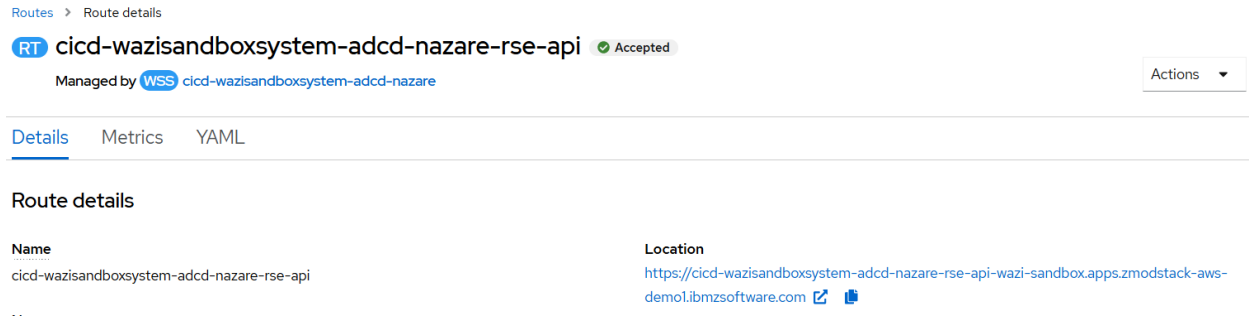 Routes > Route details
RT cicd-wazisandboxsystem-adcd-nazare-rse-api Accepted
Managed by WSS cicd-wazisandboxsystem-adcd-nazare
Actions
Details Metrics YAML
Route details
Name
cicd-wazisandboxsystem-adcd-nazare-rse-api
Location
https://cicd-wazisandboxsystem-adcd-nazare-rse-api-wazi-sandbox.apps.zmodstack-aws-
demo1.ibmzsoftware.com